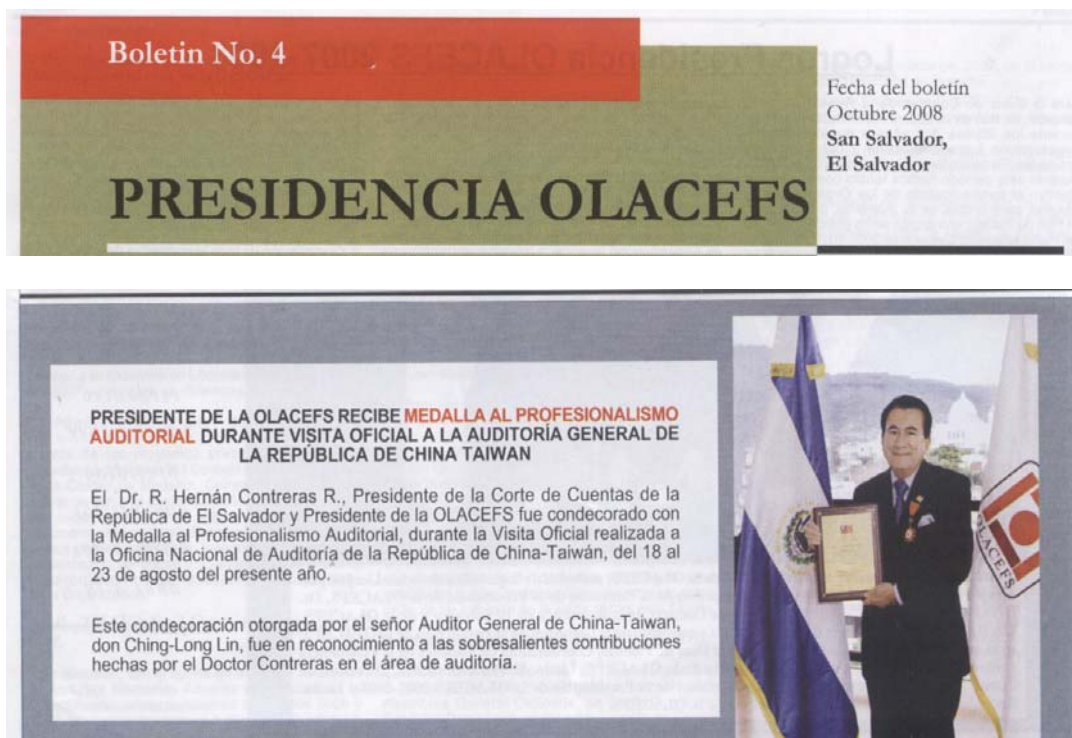 Boletin No. 4
Fecha del boletín
Octubre 2008
San Salvador,
El Salvador
PRESIDENCIA OLACEFS
PRESIDENTE DE LA OLACEFS RECIBE MEDALLA AL PROFESIONALISMO
AUDITORIAL DURANTE VISITA OFICIAL A LA AUDITORÍA GENERAL DE
LA REPÚBLICA DE CHINA TAIWAN
El Dr. R. Hernán Contreras R., Presidente de la Corte de Cuentas de la
República de El Salvador y Presidente de la OLACEFS fue condecorado con
la Medalla al Profesionalismo Auditorial, durante la Visita Oficial realizada a
la Oficina Nacional de Auditoría de la República de China-Taiwán, del 18 al
23 de agosto del presente año.
Este condecoración otorgada por el señor Auditor General de China-Taiwan,
don Ching-Long Lin, fue en reconocimiento a las sobresalientes contribuciones
hechas por el Doctor Contreras en el área de auditoría.
OLACEFS